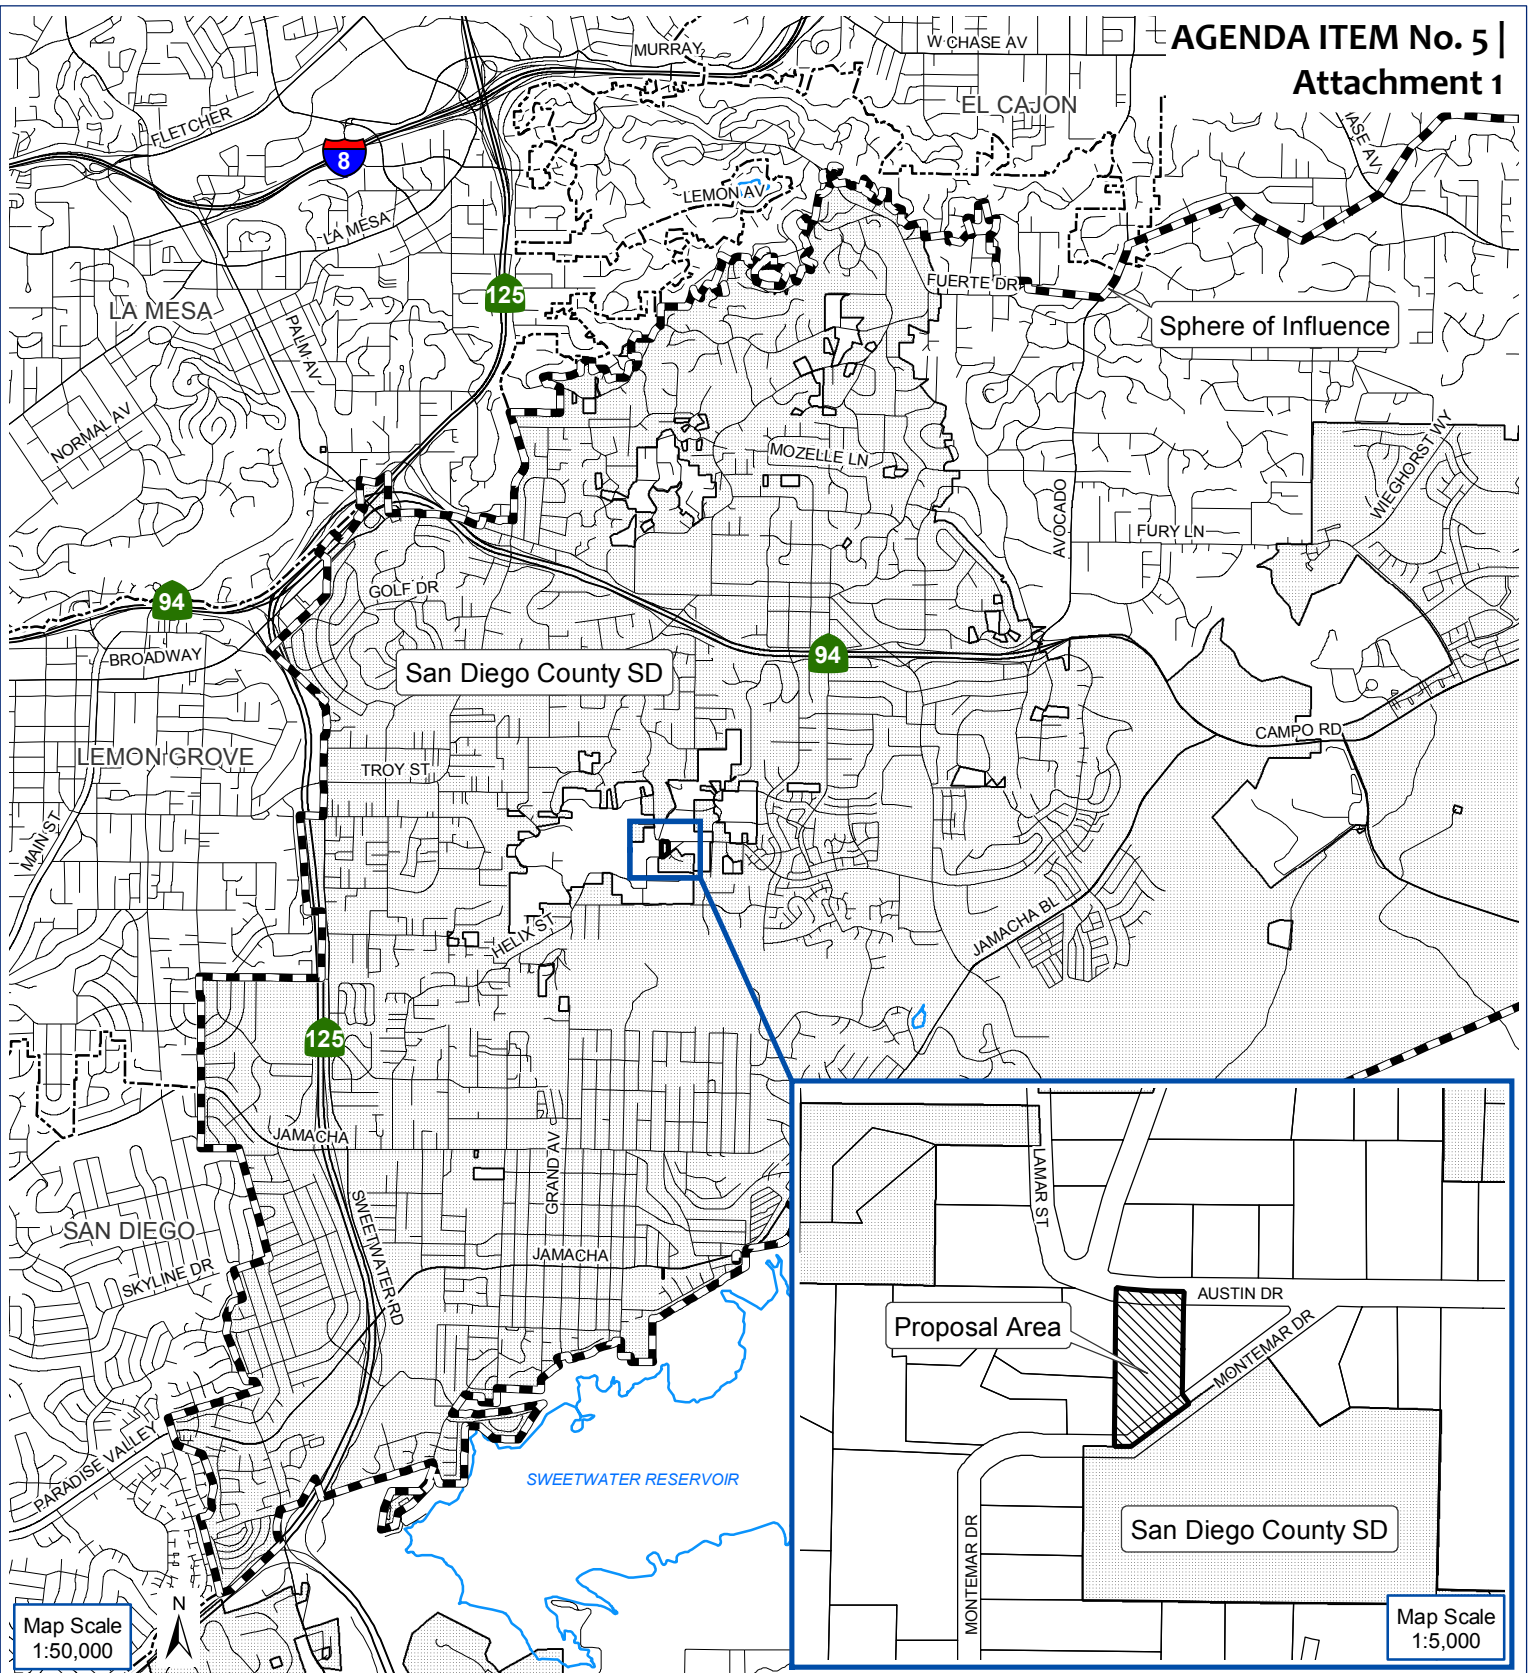 AGENDA ITEM No. 5 |
Attachment 1
MURRAY
W CHASE AV
EL CAJON
FLETCHER
8
ASE AV
LEMON AV
LA MESA
125
FUERTE DR
LA MESA
Sphere of Influence
PALM AV
NORMAL AV
MOZELLE LN
WIEGHORST WY
AVOCADO
FURY LN
GOLF DR
94
BROADWAY
94
San Diego County SD
CAMPO RD
LEMON GROVE
TROY ST
MAIN ST
HELIX ST
JAMACHA BL
125
JAMACHA
GRAND AV
LAMAR ST
SWEETWATER RD
SAN DIEGO
SKYLINE DR
JAMACHA
AUSTIN DR
Proposal Area
MONTEMAR DR
PARADISE VALLEY
SWEETWATER RESERVOIR
San Diego County SD
MONTEMAR DR
N
Map Scale
1:50,000
Map Scale
1:5,000